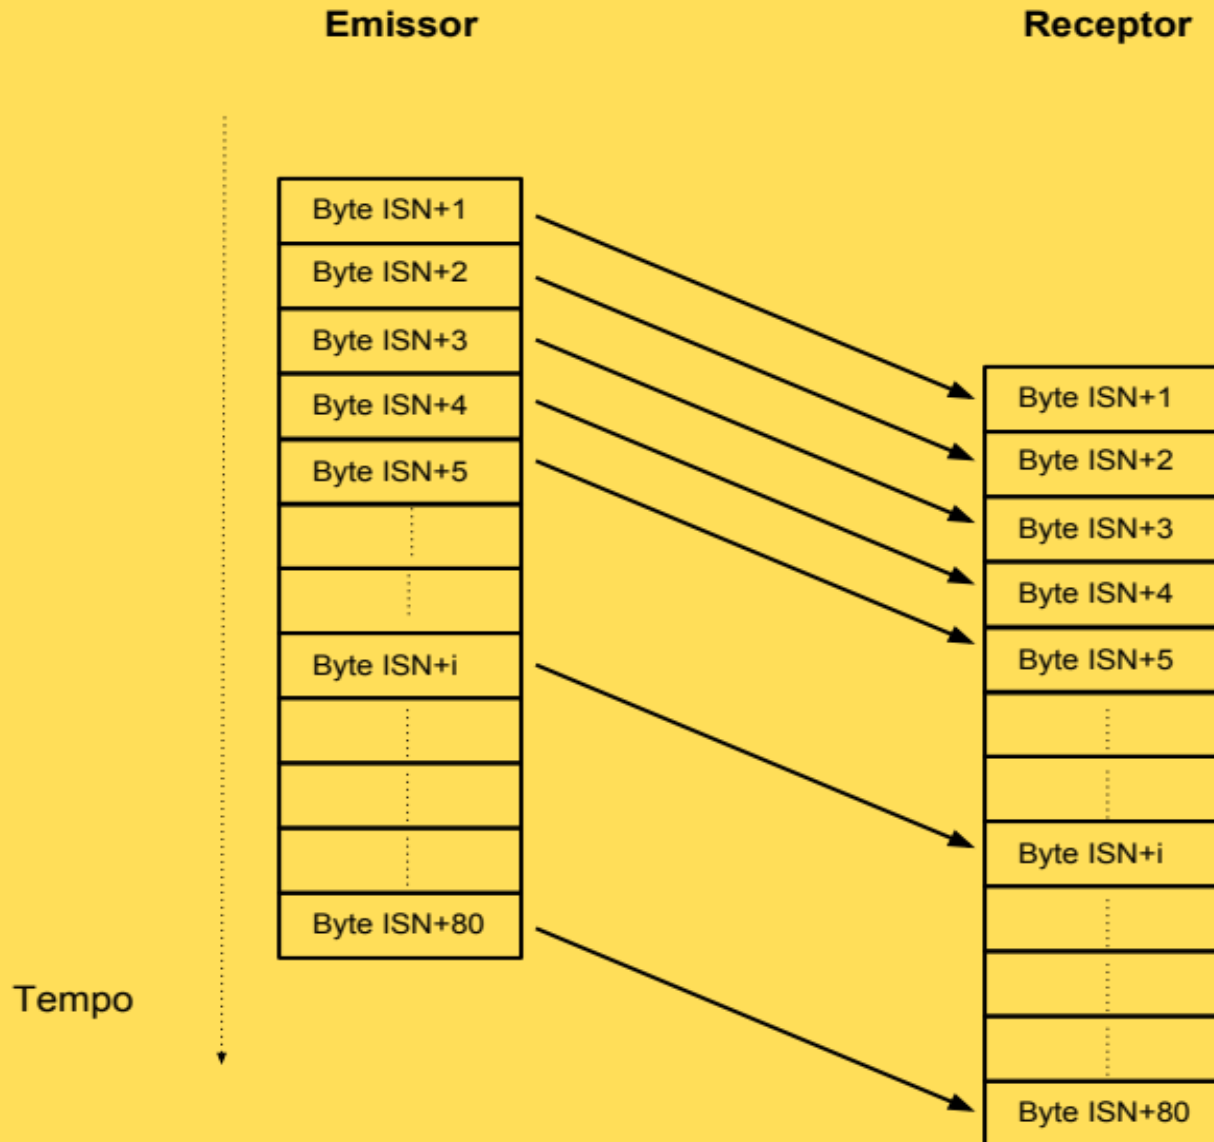 Emissor
Receptor
Byte ISN+1
Byte ISN+2
Byte ISN+3
Byte ISN+4
Byte ISN+5
Byte ISN+i
Byte ISN+80
Byte ISN+1
Byte ISN+2
Byte ISN+3
Byte ISN+4
Byte ISN+5
Byte ISN+i
Byte ISN+80
Tempo